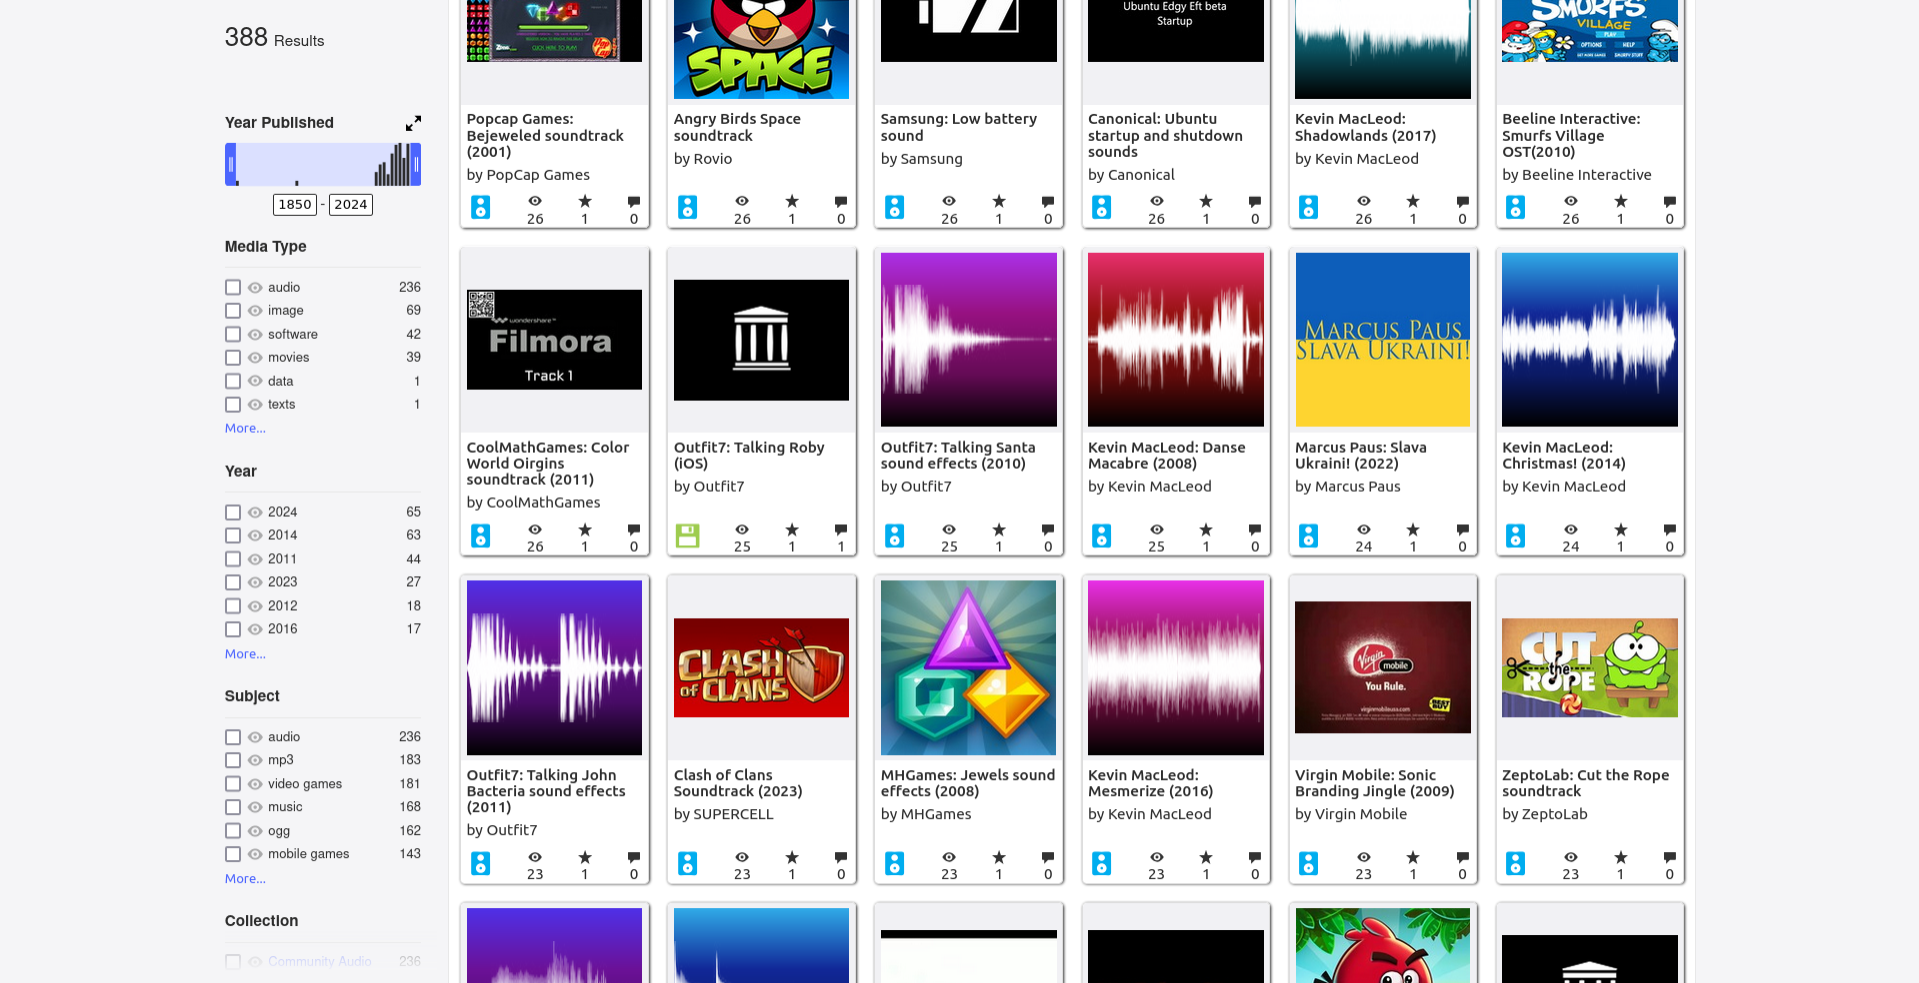 388 Results
Year Published
1850 - 2024
Media Type
audio 236
image 69
software 42
movies 39
data 1
texts 1
More...
Year
2024 65
2014 63
2011 44
2023 27
2012 18
2016 17
More...
Subject
audio 236
mp3 183
video games 181
music 168
ogg 162
mobile games 143
More...
Collection
Community Audio 236
CLICK HERE TO PLAY!
Popcap Games:
Bejeweled soundtrack
(2001)
by PopCap Games
26 1 0
SPACE
Angry Birds Space
soundtrack
by Rovio
26 1 0
Samsung: Low battery
sound
by Samsung
26 1 0
Ubuntu Edgy Eft beta
Startup
Canonical: Ubuntu
startup and shutdown
sounds
by Canonical
26 1 0
Kevin MacLeod:
Shadowlands (2017)
by Kevin MacLeod
26 1 0
SMURFS
VILLAGE
PLAY
OPTIONS HELP
Beeline Interactive:
Smurfs Village
OST(2010)
by Beeline Interactive
26 1 0
wondershare™
Filmora
Track 1
CoolMathGames: Color
World Oirgins
soundtrack (2011)
by CoolMathGames
26 1 0
Outfit7: Talking Roby
(iOS)
by Outfit7
25 1 1
Outfit7: Talking Santa
sound effects (2010)
by Outfit7
25 1 0
Kevin MacLeod: Danse
Macabre (2008)
by Kevin MacLeod
25 1 0
MARCUS PAUS
SLAVA UKRAINI!
Marcus Paus: Slava
Ukraini! (2022)
by Marcus Paus
24 1 0
Kevin MacLeod:
Christmas! (2014)
by Kevin MacLeod
24 1 0
Outfit7: Talking John
Bacteria sound effects
(2011)
by Outfit7
23 1 0
CLASH
OF CLANS
Clash of Clans
Soundtrack (2023)
by SUPERCELL
23 1 0
MHGames: Jewels sound
effects (2008)
by MHGames
23 1 0
Kevin MacLeod:
Mesmerize (2016)
by Kevin MacLeod
23 1 0
Virgin mobile
You Rule.
virginmobileusa.com
BEST BUY
Virgin Mobile: Sonic
Branding Jingle (2009)
by Virgin Mobile
23 1 0
CUT
the
ROPE
ZeptoLab: Cut the Rope
soundtrack
by ZeptoLab
23 1 0